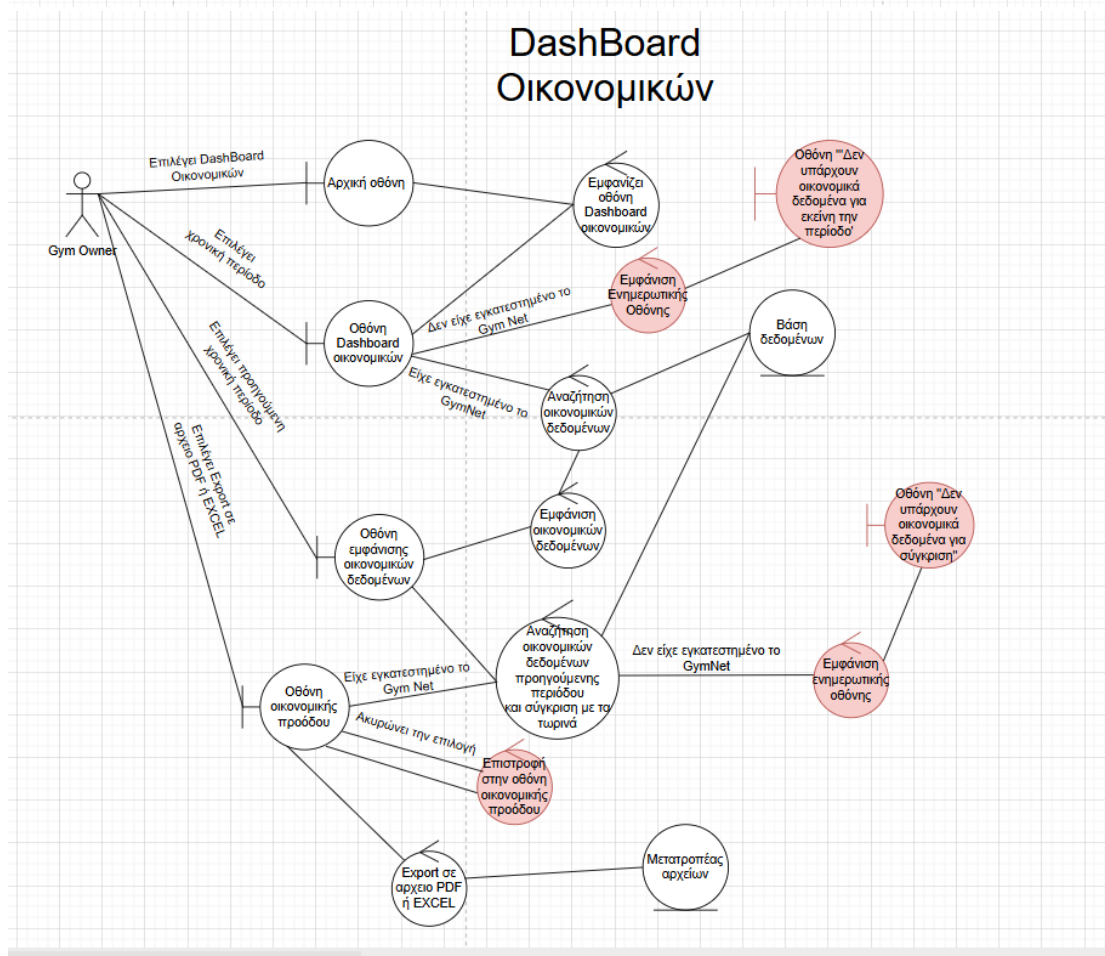 DashBoard
Οικονομικών
Επιλέγει DashBoard
Οικονομικών
Αρχική οθόνη
Εμφανίζει
οθόνη
Dashboard
οικονομικών
Οθόνη '"Δεν
υπάρχουν
οικονομικά
δεδομένα για
εκείνη την
περίοδο'
Gym Owner
Επιλέγει
χρονική περίοδο
Εμφάνιση
Ενημερωτικής
Οθόνης
Οθόνη
Dashboard
οικονομικών
Δεν είχε εγκατεστημένο το
Gym Net
Βάση
δεδομένων
Επιλέγει προηγούμενη
χρονική περίοδο
Είχε εγκατεστημένο το
GymNet
Αναζήτηση
οικονομικών
δεδομένων
Επιλέγει Export σε
αρχειο PDF ή EXCEL
Οθόνη
εμφάνισης
οικονομικών
δεδομένων
Εμφάνιση
οικονομικών
δεδομένων
Οθόνη "Δεν
υπάρχουν
οικονομικά
δεδομένα για
σύγκριση"
Αναζήτηση
οικονομικών
δεδομένων
προηγούμενης
περιόδου
και σύγκριση με τα
τωρινά
Δεν είχε εγκατεστημένο το
GymNet
Εμφάνιση
ενημερωτικής
οθόνης
Οθόνη
οικονομικής
προόδου
Είχε εγκατεστημένο το
Gym Net
Ακυρώνει την επιλογή
Επιστροφή
στην οθόνη
οικονομικής
προόδου
Export σε
αρχειο PDF
ή EXCEL
Μετατροπέας
αρχείων